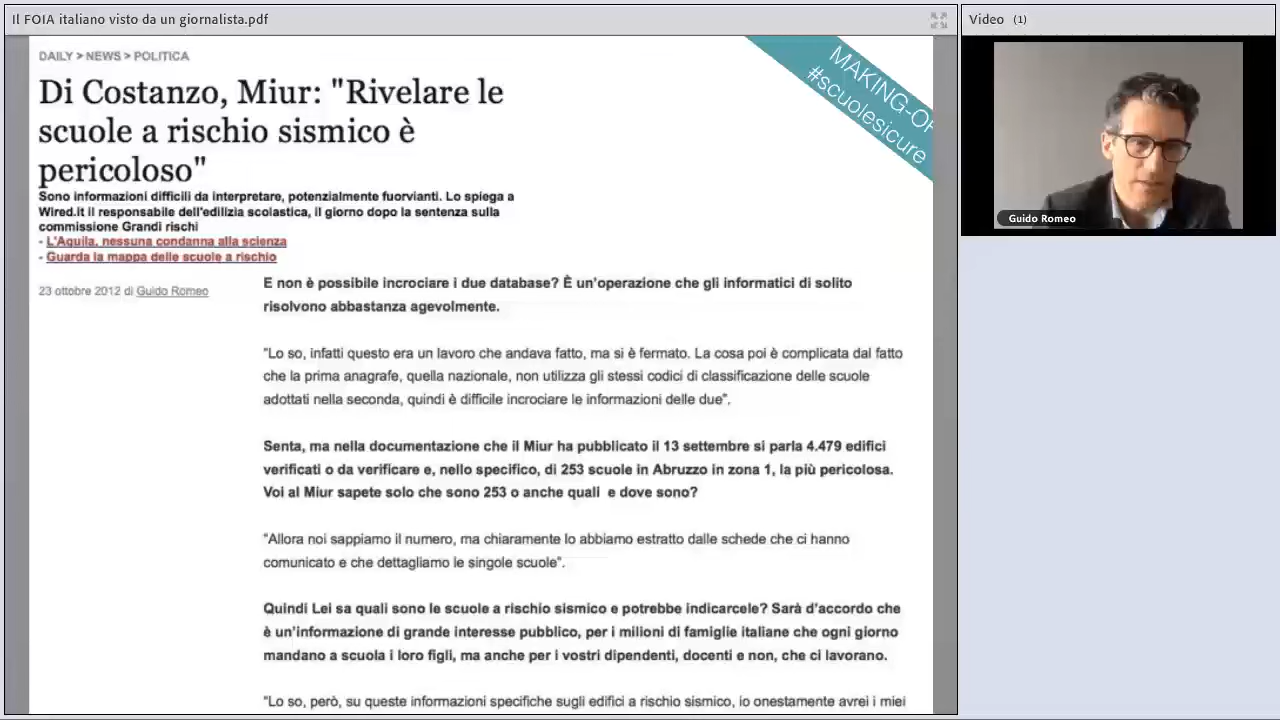 Il FOIA italiano visto da un giornalista.pdf
Video (1)
DAILY > NEWS > POLITICA
MAKING-OF
#scuolesicure
Di Costanzo, Miur: "Rivelare le
scuole a rischio sismico è
pericoloso"
Sono informazioni difficili da interpretare, potenzialmente fuorvianti. Lo spiega a
Wired.it il responsabile dell'edilizia scolastica, il giorno dopo la sentenza sulla
commissione Grandi rischi
- L'Aquila, nessuna condanna alla scienza
- Guarda la mappa delle scuole a rischio
23 ottobre 2012 di Guido Romeo
E non è possibile incrociare i due database? È un'operazione che gli informatici di solito
risolvono abbastanza agevolmente.
"Lo so, infatti questo era un lavoro che andava fatto, ma si è fermato. La cosa poi è complicata dal fatto
che la prima anagrafe, quella nazionale, non utilizza gli stessi codici di classificazione delle scuole
adottati nella seconda, quindi è difficile incrociare le informazioni delle due".
Senta, ma nella documentazione che il Miur ha pubblicato il 13 settembre si parla 4.479 edifici
verificati o da verificare e, nello specifico, di 253 scuole in Abruzzo in zona 1, la più pericolosa.
Voi al Miur sapete solo che sono 253 o anche quali e dove sono?
"Allora noi sappiamo il numero, ma chiaramente lo abbiamo estratto dalle schede che ci hanno
comunicato e che dettagliamo le singole scuole".
Quindi Lei sa quali sono le scuole a rischio sismico e potrebbe indicarcele? Sarà d'accordo che
è un'informazione di grande interesse pubblico, per i milioni di famiglie italiane che ogni giorno
mandano a scuola i loro figli, ma anche per i vostri dipendenti, docenti e non, che ci lavorano.
"Lo so, però, su queste informazioni specifiche sugli edifici a rischio sismico, io onestamente avrei i miei
Guido Romeo